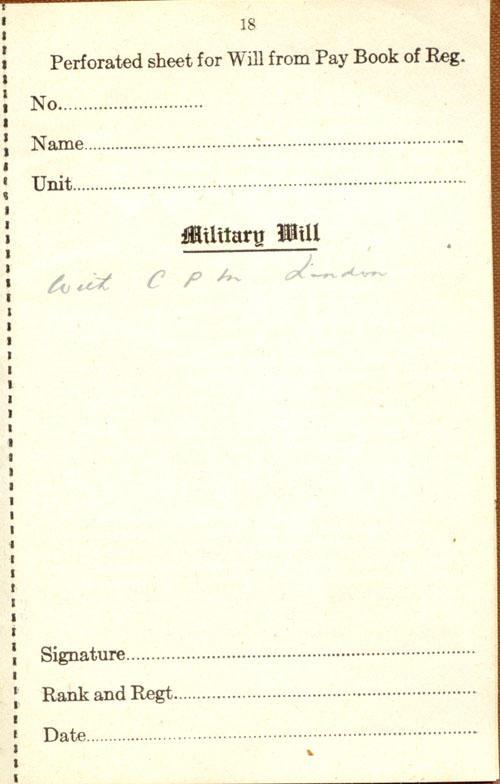 18
Perforated sheet for Will from Pay Book of Reg.
No............................
Name..............................................................................
Unit................................................................................
Military Will
With C P M London
Signature......................................................................
Rank and Regt.............................................................
Date...............................................................................